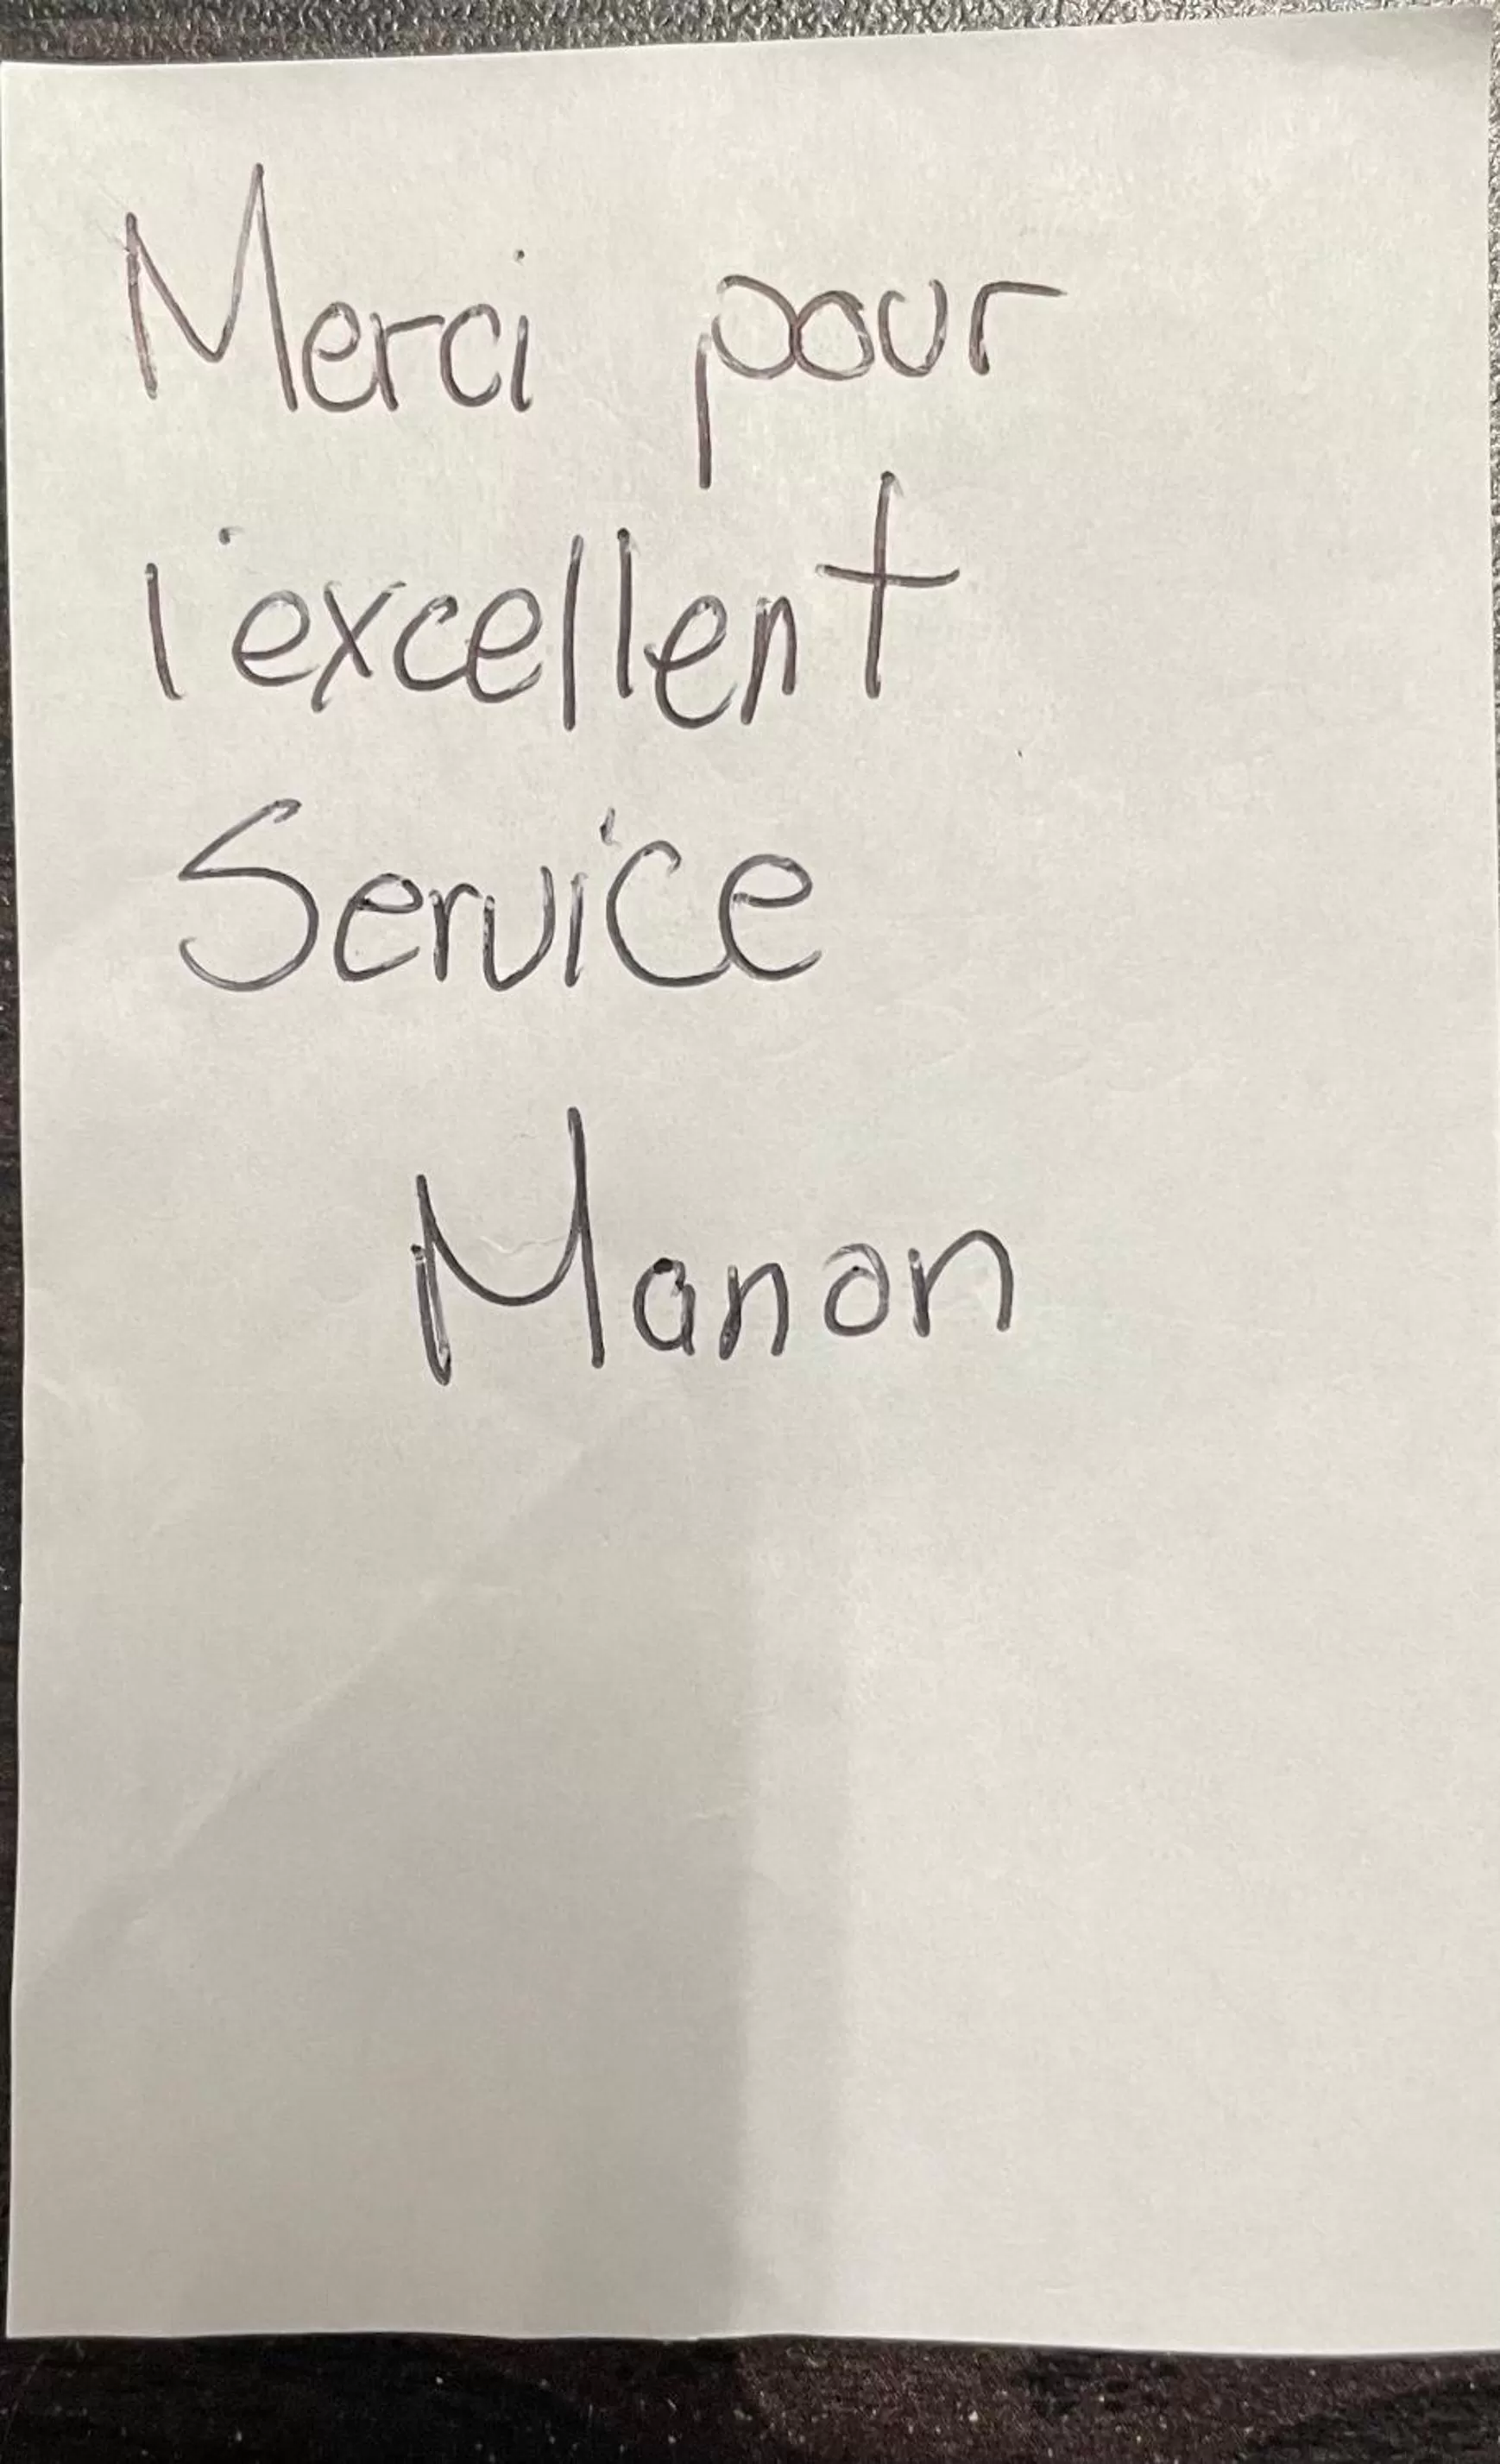 Merci pour
l'excellent
Service
Manon